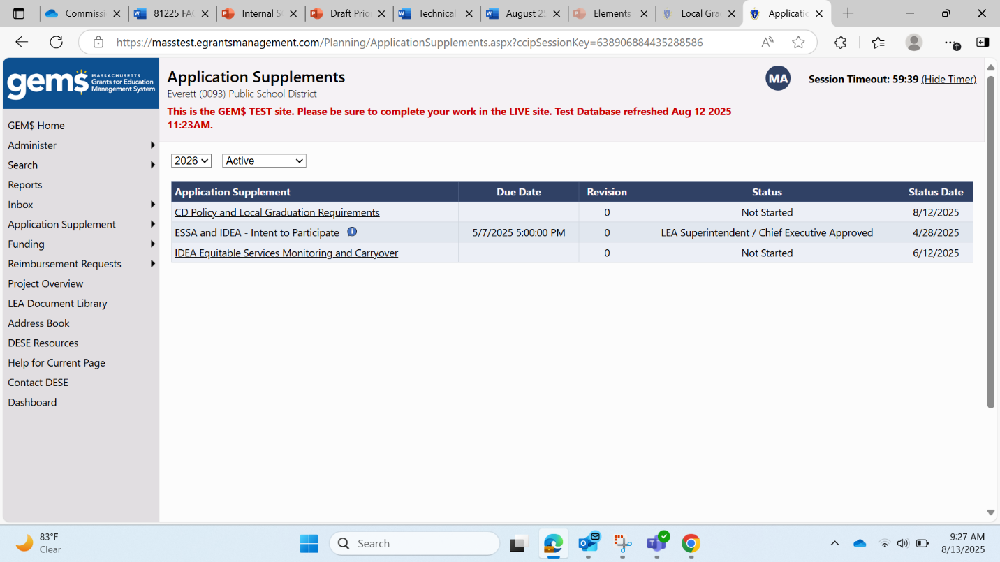 Commissi
81225 FAC
Internal S
Draft Prio
Technical
August 25
Elements
Local Gra
Applicatio
https://masstest.egrantsmanagement.com/Planning/ApplicationSupplements.aspx?ccipSessionKey=638906884435288586
gem$ MASSACHUSETTS
Grants for Education
Management System
Application Supplements
Everett (0093) Public School District
This is the GEM$ TEST site. Please be sure to complete your work in the LIVE site. Test Database refreshed Aug 12 2025
11:23AM.
MA
Session Timeout: 59:39 (Hide Timer)
GEM$ Home
Administer
Search
Reports
Inbox
Application Supplement
Funding
Reimbursement Requests
Project Overview
LEA Document Library
Address Book
DESE Resources
Help for Current Page
Contact DESE
Dashboard
2026 Active
Application Supplement Due Date Revision Status Status Date
CD Policy and Local Graduation Requirements 0 Not Started 8/12/2025
ESSA and IDEA - Intent to Participate 5/7/2025 5:00:00 PM 0 LEA Superintendent / Chief Executive Approved 4/28/2025
IDEA Equitable Services Monitoring and Carryover 0 Not Started 6/12/2025
83°F
Clear
Search
9:27 AM
8/13/2025